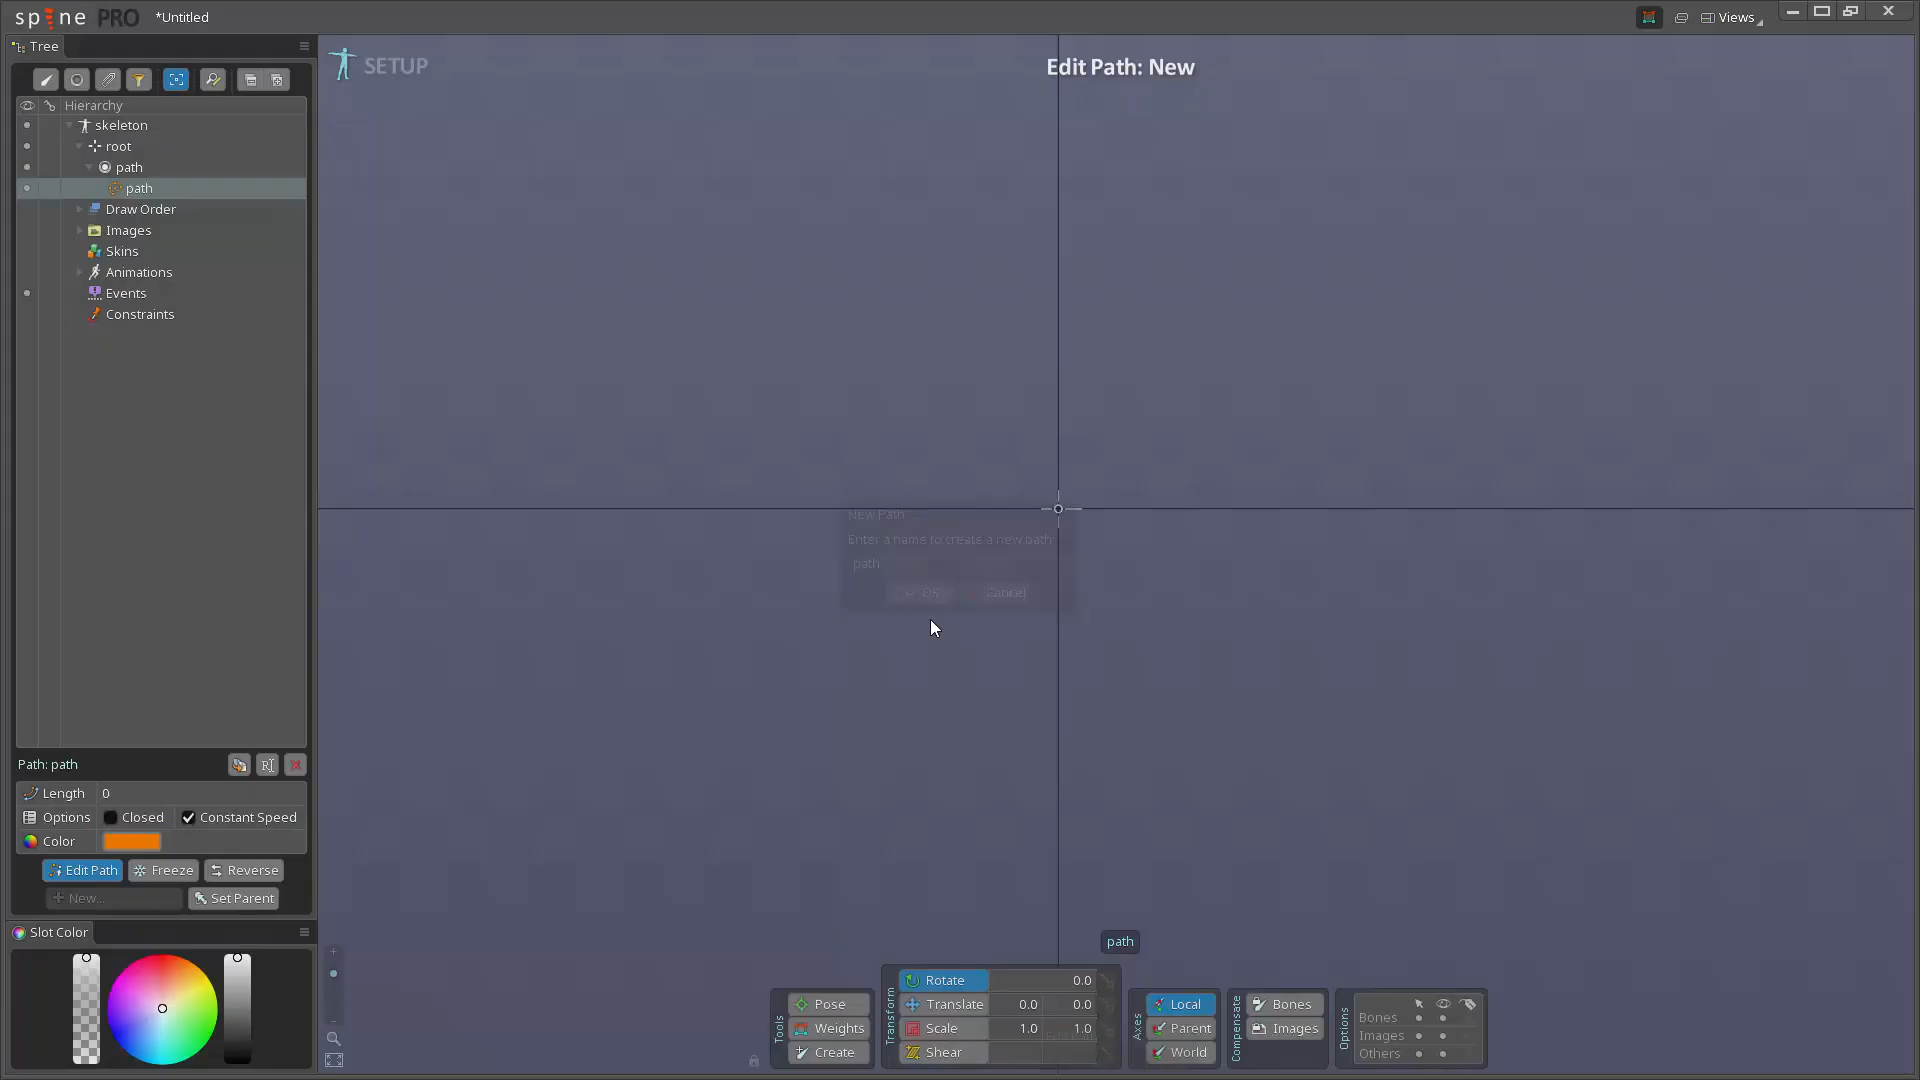 spine PRO
*Untitled
Views
Tree
SETUP
Edit Path: New
Hierarchy
skeleton
root
path
path
Draw Order
Images
Skins
Animations
Events
Constraints
New Path
Enter a name to create a new path:
path
OK
Cancel
Path: path
Length 0
Options Closed Constant Speed
Color
Edit Path Freeze Reverse
New... Set Parent
Slot Color
path
Tools
Pose
Weights
Create
Transform
Rotate 0.0
Translate 0.0 0.0
Scale 1.0 1.0
Shear
Axes
Local
Parent
World
Compensate
Bones
Images
Options
Bones
Images
Others